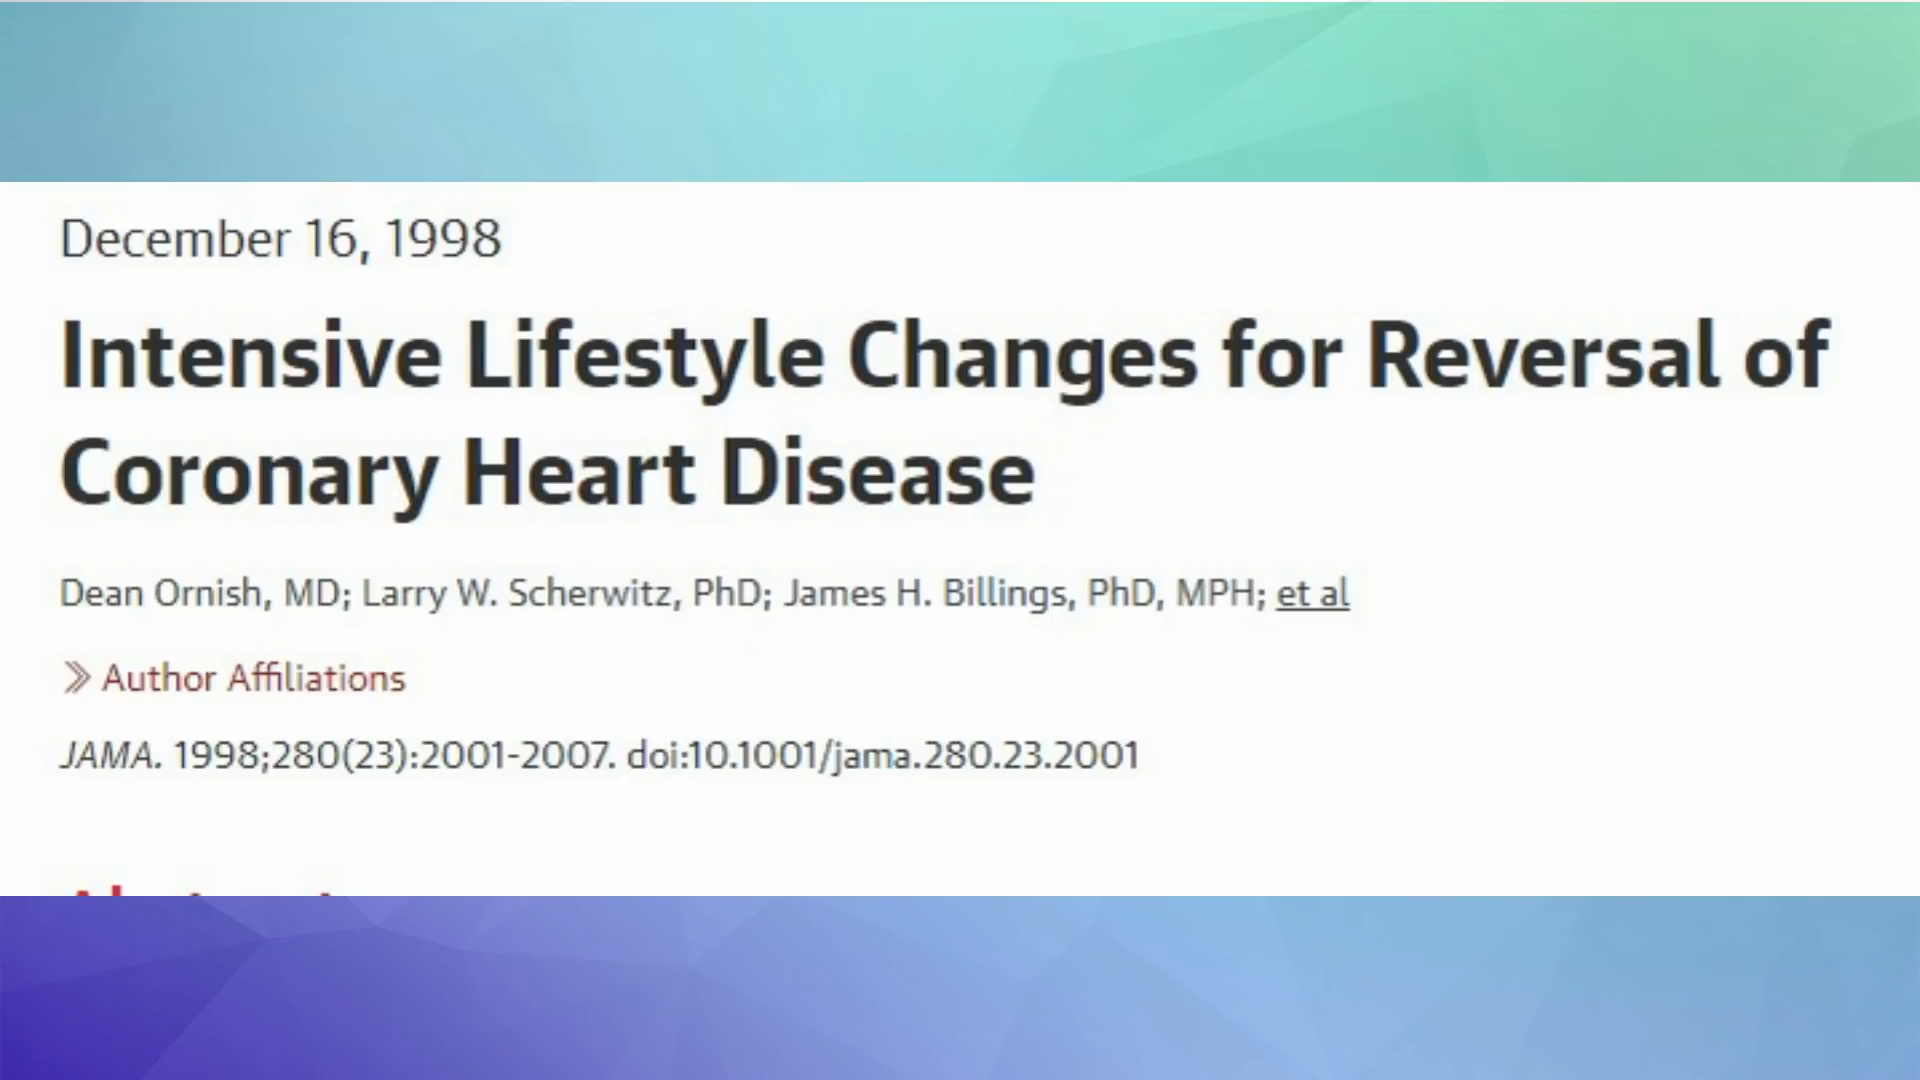 December 16, 1998
Intensive Lifestyle Changes for Reversal of
Coronary Heart Disease
Dean Ornish, MD; Larry W. Scherwitz, PhD; James H. Billings, PhD, MPH; et al
» Author Affiliations
JAMA. 1998;280(23):2001-2007. doi:10.1001/jama.280.23.2001